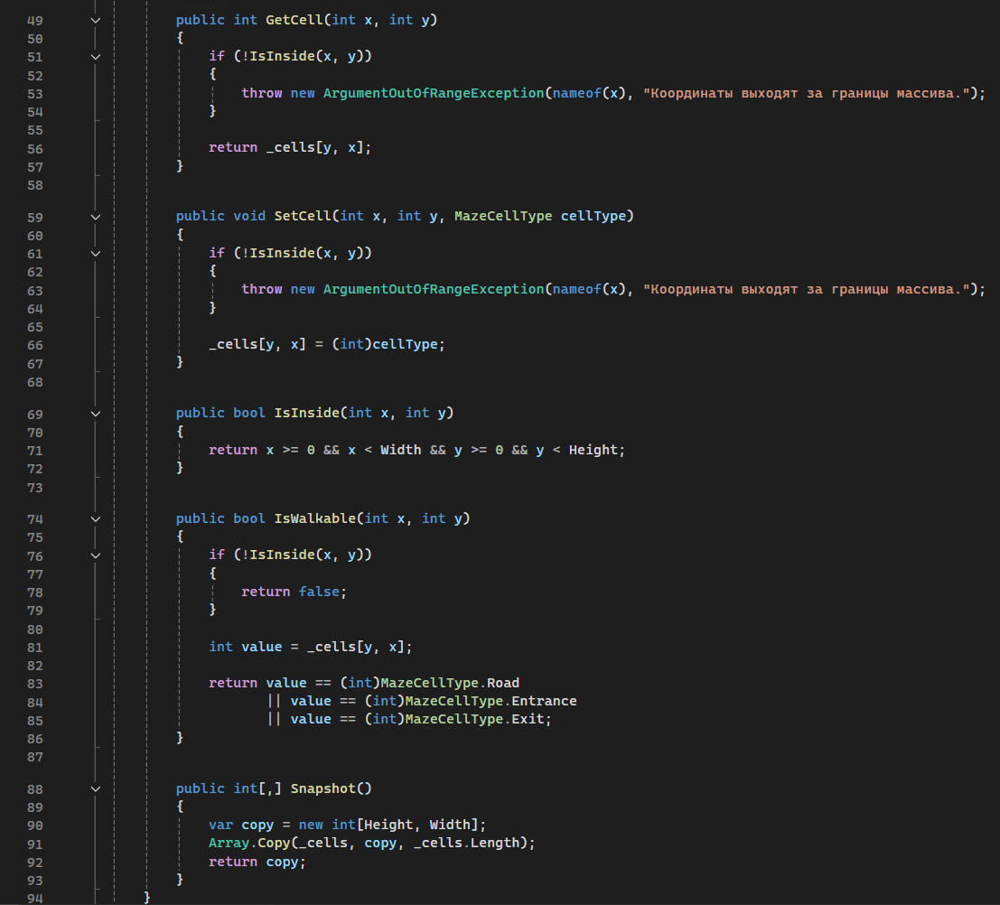 49 public int GetCell(int x, int y)
50 {
51 if (!IsInside(x, y))
52 {
53 throw new ArgumentOutOfRangeException(nameof(x), "Координаты выходят за границы массива.");
54 }
55
56 return _cells[y, x];
57 }
58
59 public void SetCell(int x, int y, MazeCellType cellType)
60 {
61 if (!IsInside(x, y))
62 {
63 throw new ArgumentOutOfRangeException(nameof(x), "Координаты выходят за границы массива.");
64 }
65
66 _cells[y, x] = (int)cellType;
67 }
68
69 public bool IsInside(int x, int y)
70 {
71 return x >= 0 && x < Width && y >= 0 && y < Height;
72 }
73
74 public bool IsWalkable(int x, int y)
75 {
76 if (!IsInside(x, y))
77 {
78 return false;
79 }
80
81 int value = _cells[y, x];
82
83 return value == (int)MazeCellType.Road
84 || value == (int)MazeCellType.Entrance
85 || value == (int)MazeCellType.Exit;
86 }
87
88 public int[,] Snapshot()
89 {
90 var copy = new int[Height, Width];
91 Array.Copy(_cells, copy, _cells.Length);
92 return copy;
93 }
94 }